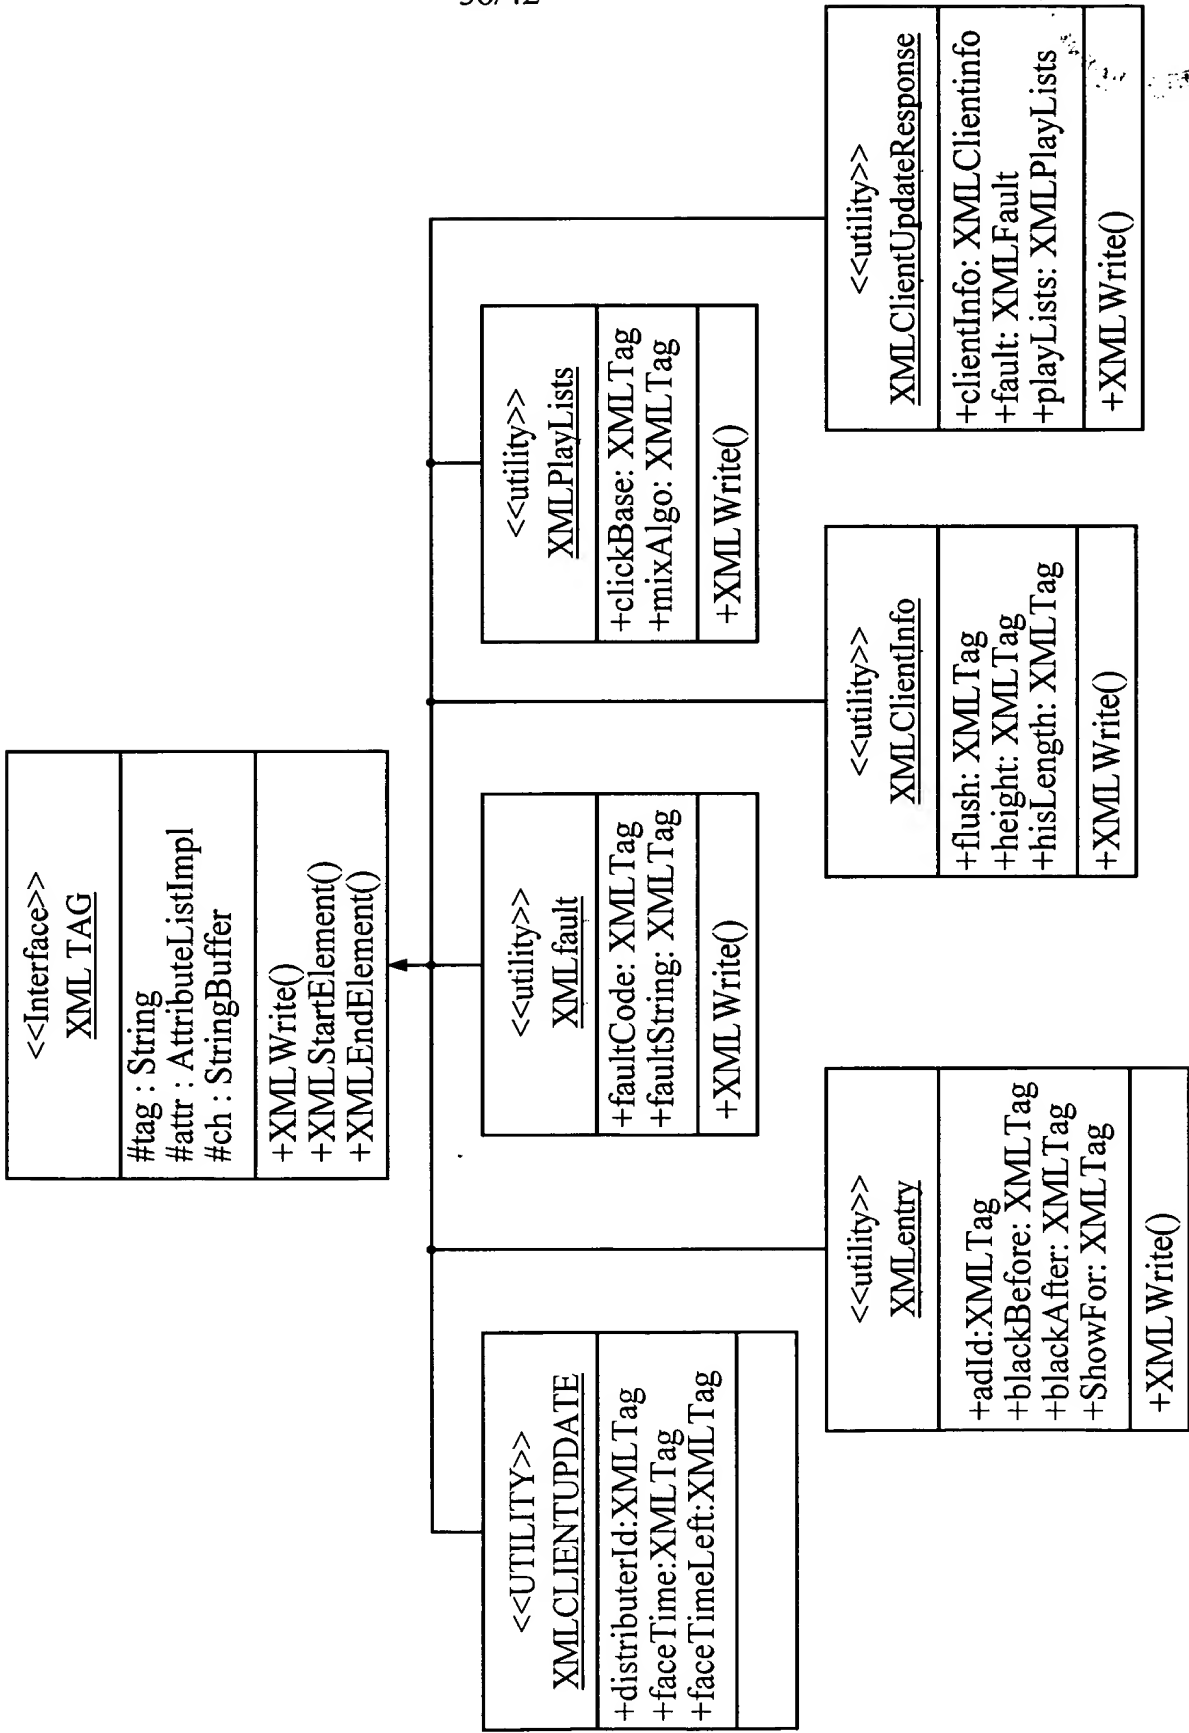 <<Interface>>
XML TAG
#tag : String
#attr : AttributeListImpl
#ch : StringBuffer
+XMLWrite()
+XMLStartElement()
+XMLEndElement()
<<UTILITY>>
XMLCLIENTUPDATE
+distributerId:XMLTag
+faceTime:XMLTag
+faceTimeLeft:XMLTag
<<utility>>
XMLfault
+faultCode: XMLTag
+faultString: XMLTag
+XMLWrite()
<<utility>>
XMLPlayLists
+clickBase: XMLTag
+mixAlgo: XMLTag
+XMLWrite()
<<utility>>
XMLentry
+adId:XMLTag
+blackBefore: XMLTag
+blackAfter: XMLTag
+ShowFor: XMLTag
+XMLWrite()
<<utility>>
XMLClientInfo
+flush: XMLTag
+height: XMLTag
+hisLength: XMLTag
+XMLWrite()
<<utility>>
XMLClientUpdateResponse
+clientInfo: XMLClientinfo
+fault: XMLFault
+playLists: XMLPlayLists
+XMLWrite()